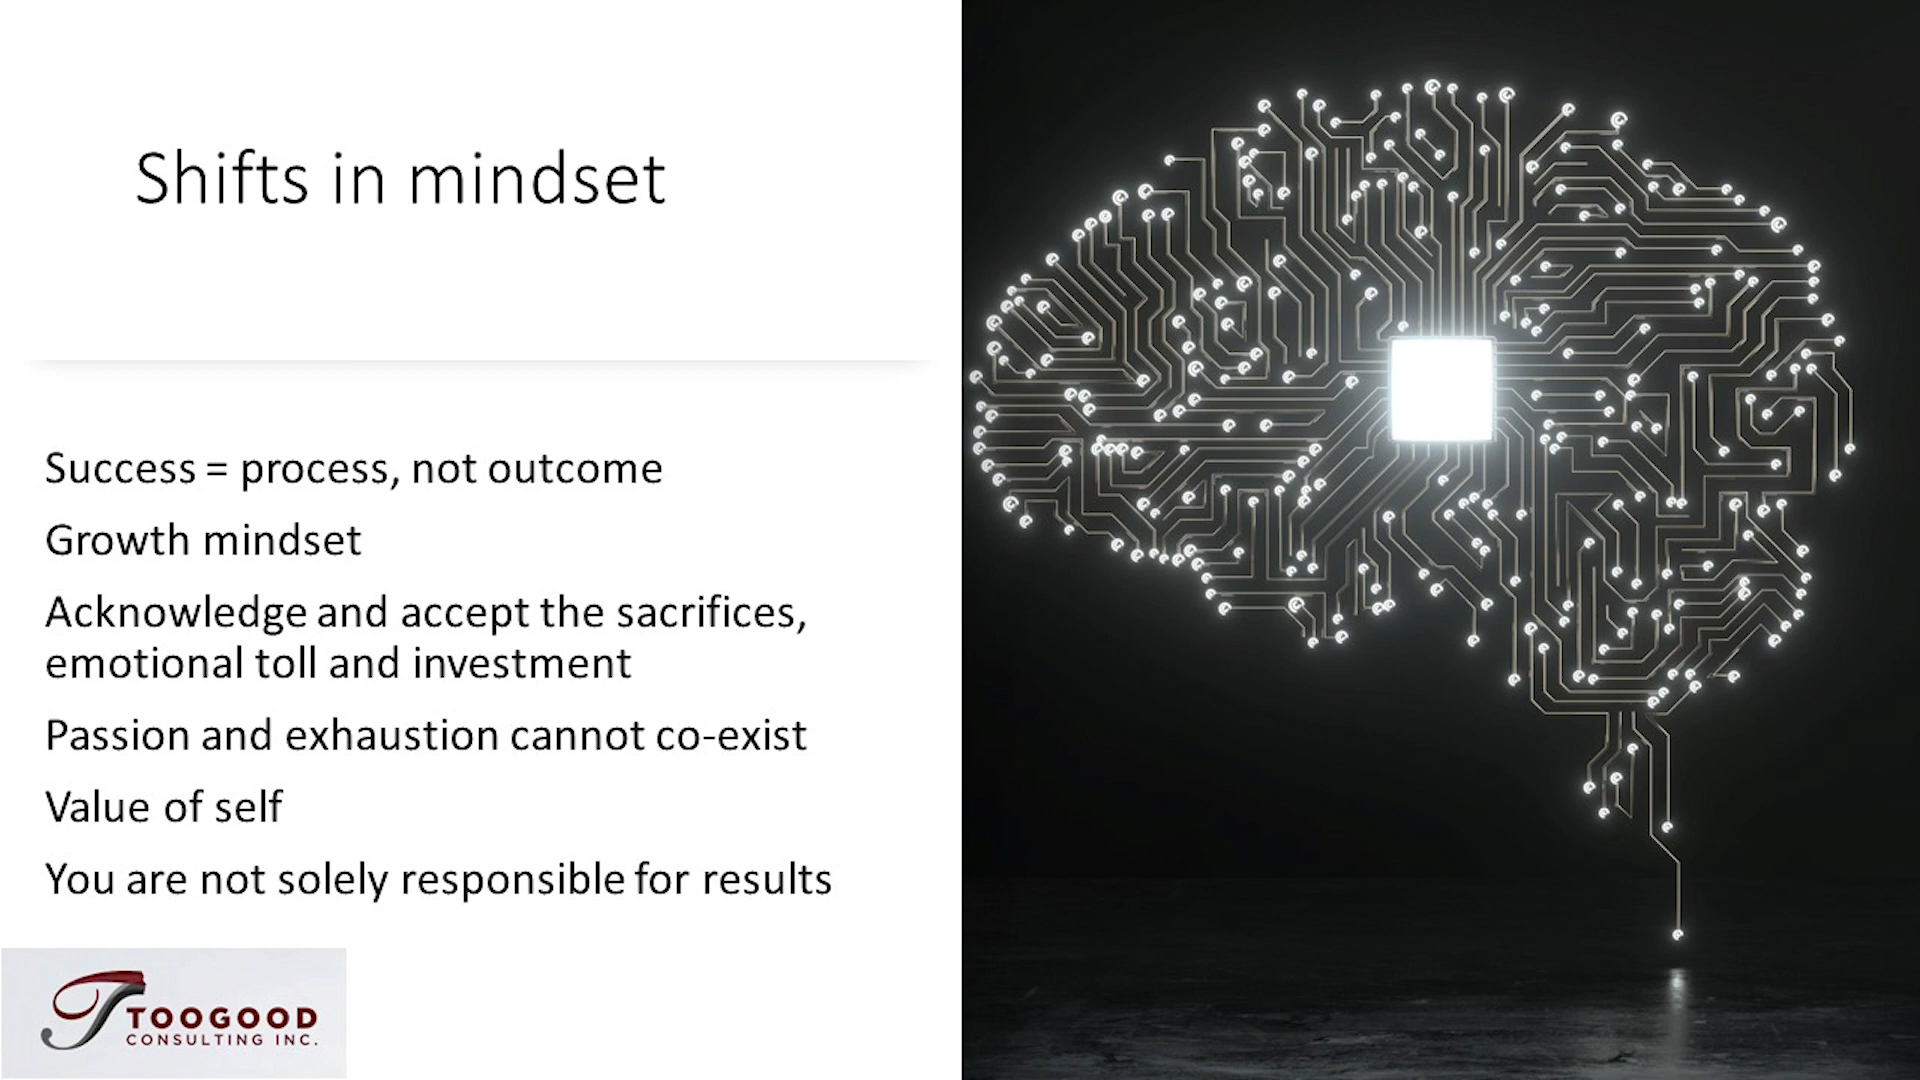 Shifts in mindset
Success = process, not outcome
Growth mindset
Acknowledge and accept the sacrifices,
emotional toll and investment
Passion and exhaustion cannot co-exist
Value of self
You are not solely responsible for results
TOOGOOD
CONSULTING INC.